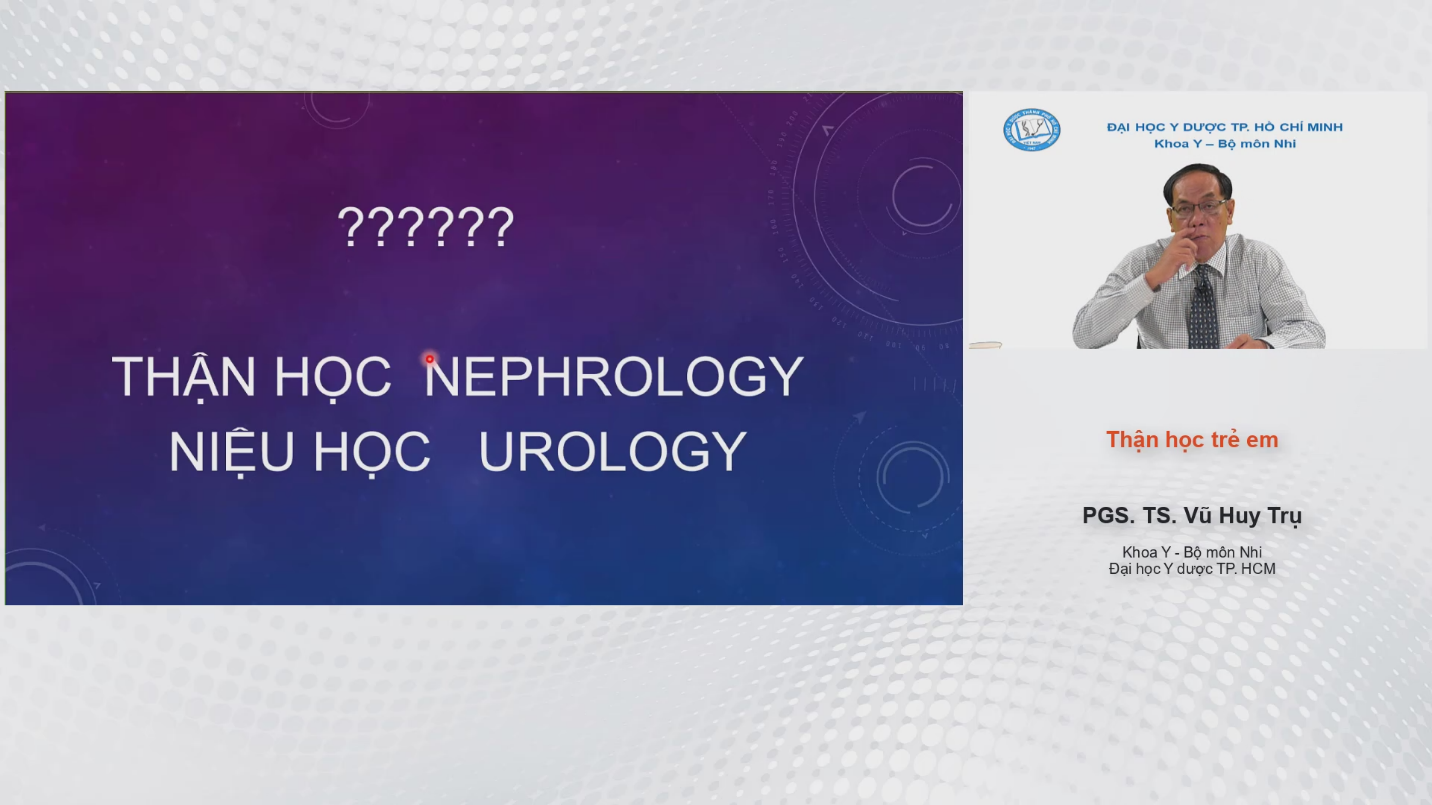 ??????
THẬN HỌC NEPHROLOGY
NIỆU HỌC UROLOGY
ĐẠI HỌC Y DƯỢC TP. HỒ CHÍ MINH
Khoa Y – Bộ môn Nhi
Thận học trẻ em
PGS. TS. Vũ Huy Trụ
Khoa Y - Bộ môn Nhi
Đại học Y dược TP. HCM